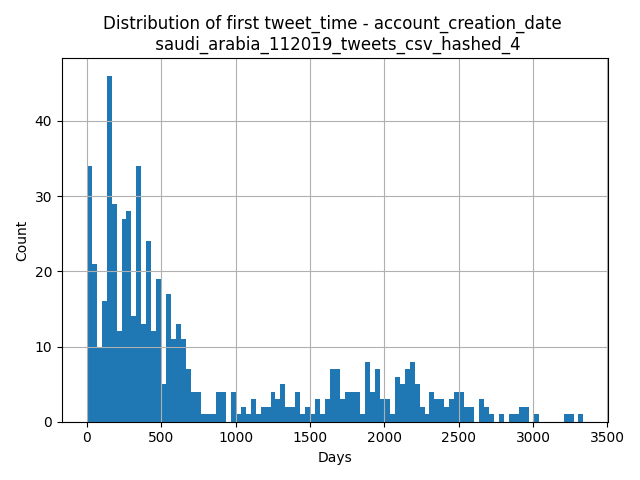 Distribution of first tweet_time - account_creation_date
saudi_arabia_112019_tweets_csv_hashed_4
Count
40
30
20
10
0
0 500 1000 1500 2000 2500 3000 3500
Days